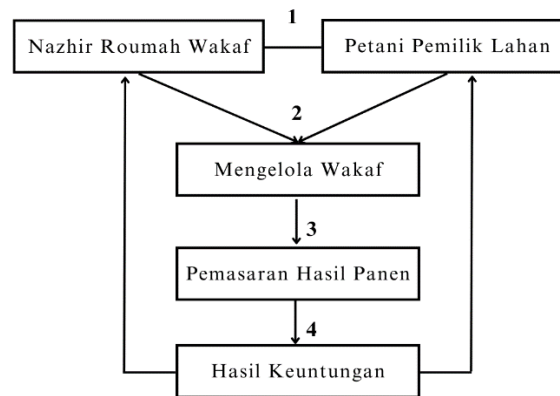 1
Nazhir Roumah Wakaf
Petani Pemilik Lahan
2
Mengelola Wakaf
3
Pemasaran Hasil Panen
4
Hasil Keuntungan